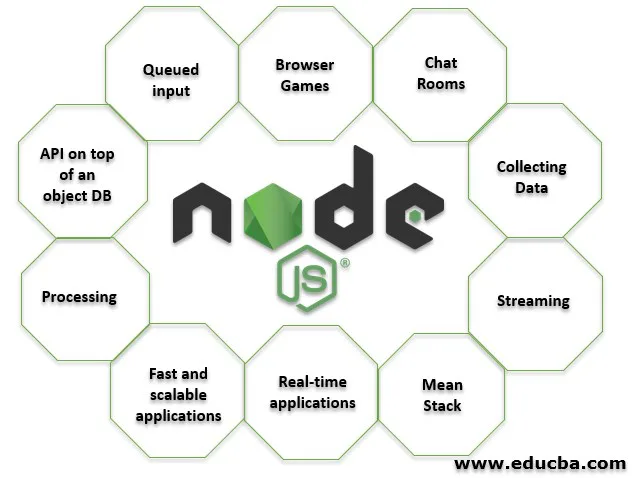 Queued
input
Browser
Games
Chat
Rooms
API on top
of an
object DB
Collecting
Data
node
JS®
Processing
Streaming
Fast and
scalable
applications
Real-time
applications
Mean
Stack
www.educba.com